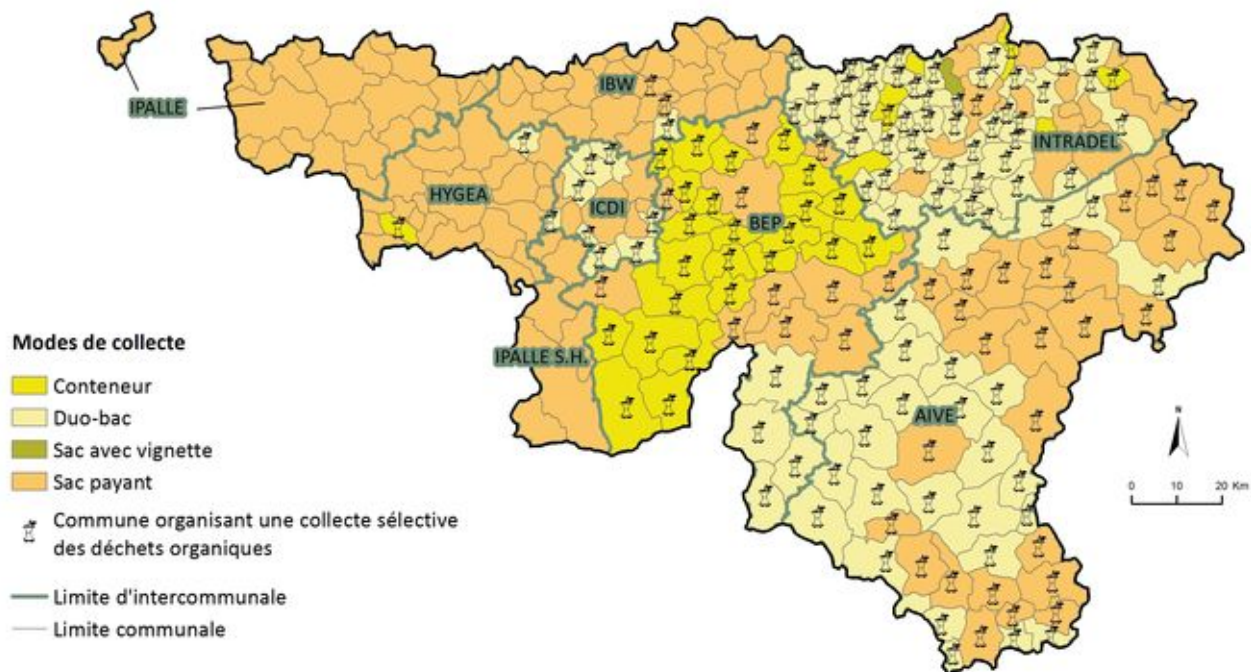 IPALLE
IBW
INTRADEL
HYGEA
ICDI
BEP
IPALLE S.H.
AIVE
Modes de collecte
Conteneur
Duo-bac
Sac avec vignette
Sac payant
Commune organisant une collecte sélective
des déchets organiques
Limite d'intercommunale
Limite communale
N
0 10 20 Km